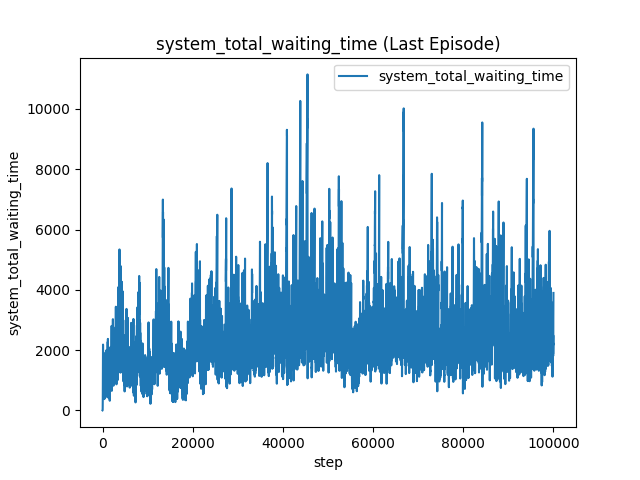 system_total_waiting_time (Last Episode)
system_total_waiting_time
system_total_waiting_time
10000
8000
6000
4000
2000
0
0 20000 40000 60000 80000 100000
step